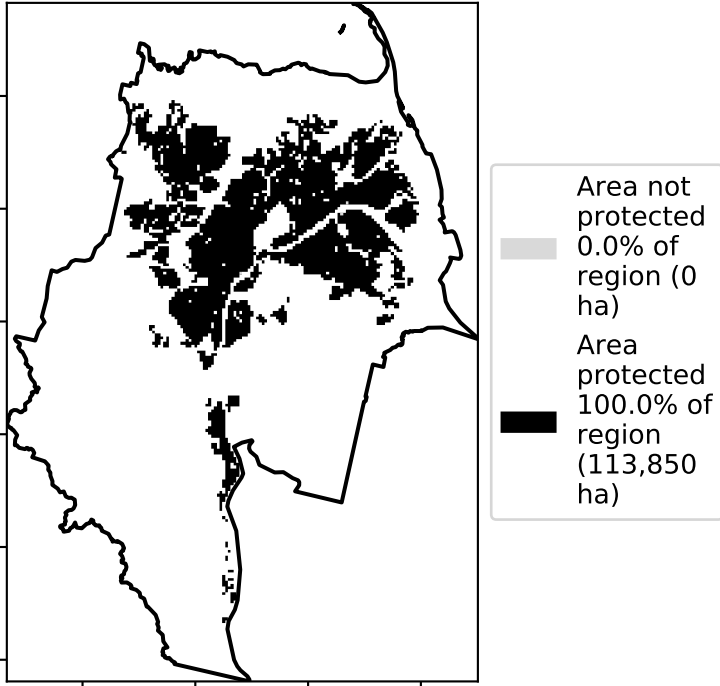 Area not
protected
0.0% of
region (0
ha)
Area
protected
100.0% of
region
(113,850
ha)